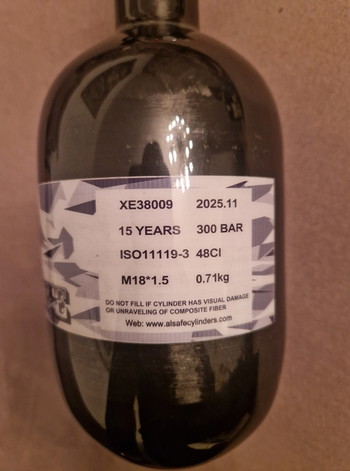 XE38009 2025.11
15 YEARS 300 BAR
ISO11119-3 48CI
M18*1.5 0.71kg
DO NOT FILL IF CYLINDER HAS VISUAL DAMAGE
OR UNRAVELING OF COMPOSITE FIBER
Web: www.alsafecylinders.com